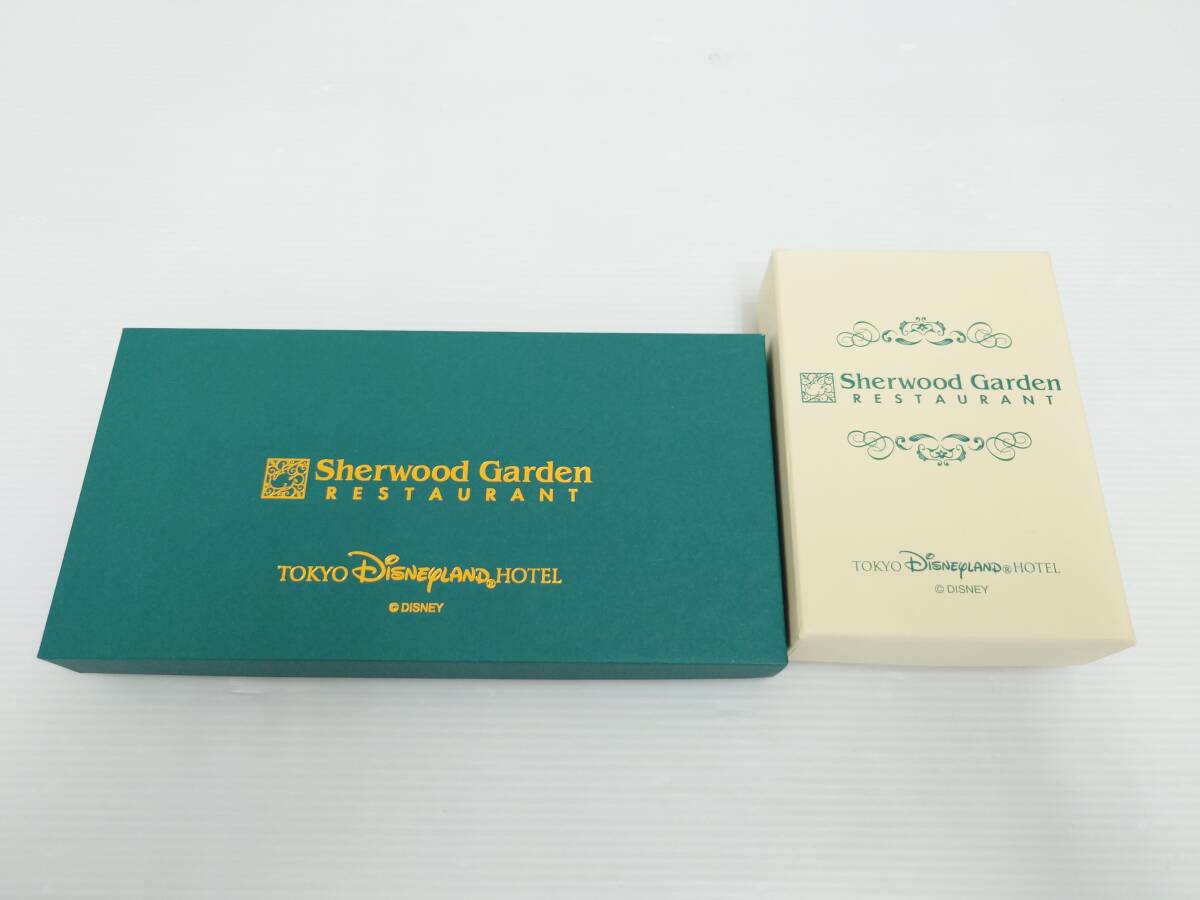 Sherwood Garden
RESTAURANT
TOKYO Disneyland® HOTEL
© DISNEY
Sherwood Garden
RESTAURANT
TOKYO Disneyland® HOTEL
© DISNEY